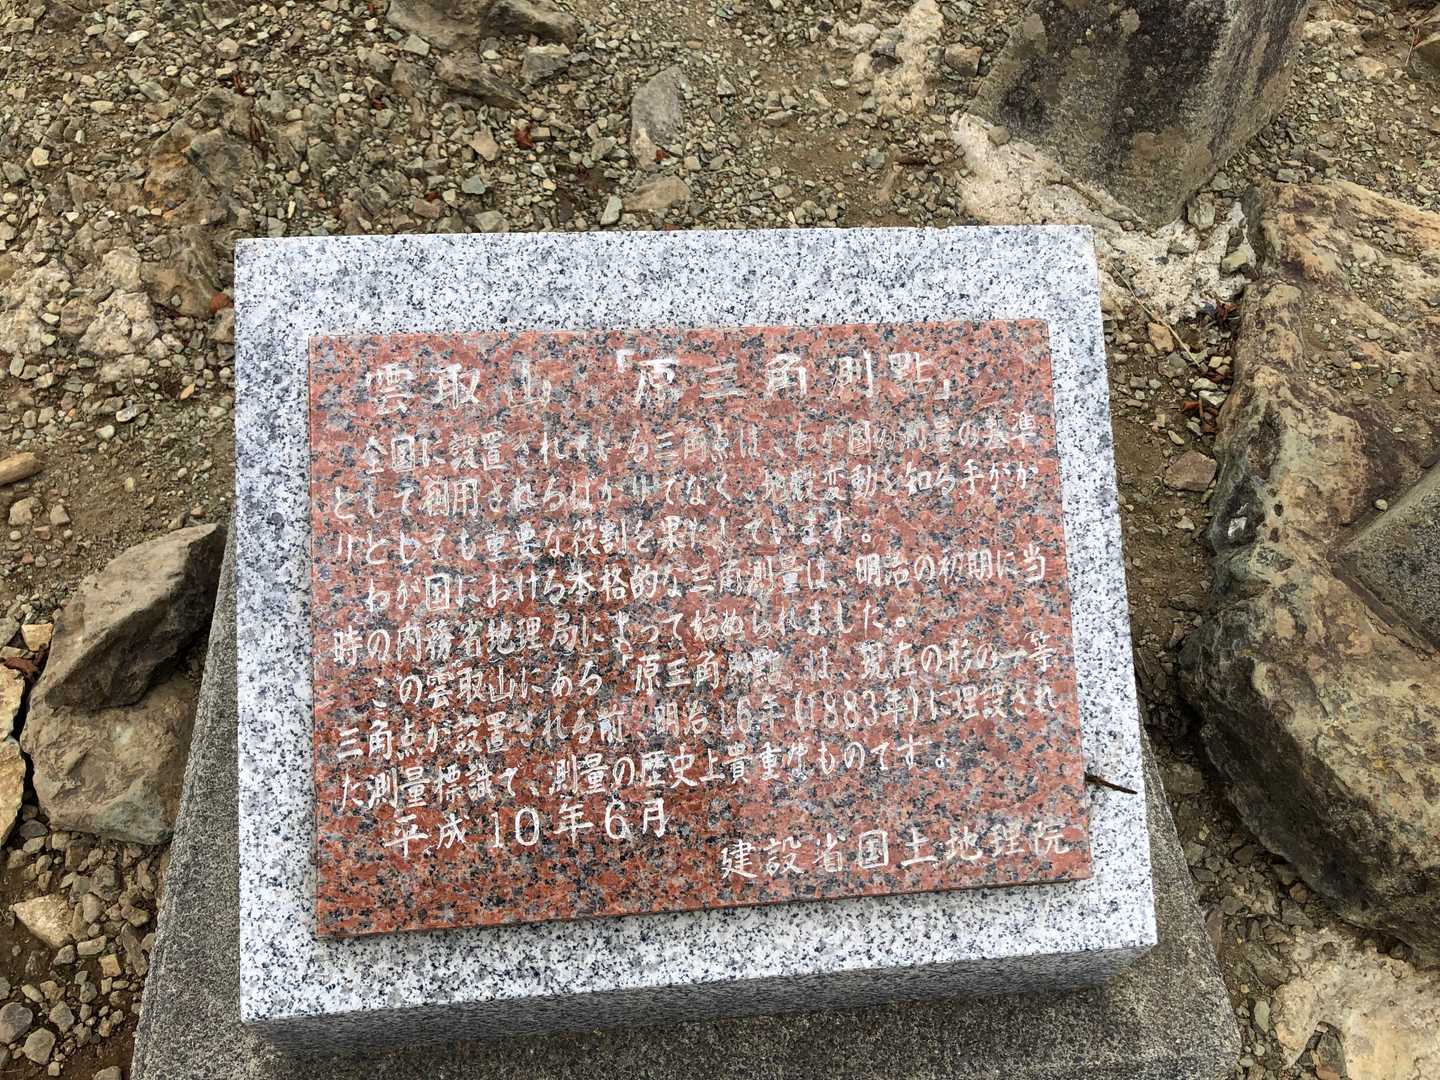 雲取山「原三角測點」
全国に設置されている三角点は、わが国の測量の基準
として利用されるばかりでなく、地殻変動を知る手がか
りとしても重要な役割を果たしています。
わが国における本格的な三角測量は、明治の初期に当
時の内務省地理局によって始められました。
この雲取山にある「原三角測點」は、現在の形の一等
三角点が設置される前、明治16年(1883年)に埋設され
た測量標識で、測量の歴史上貴重なものです。
平成10年6月
建設省国土地理院